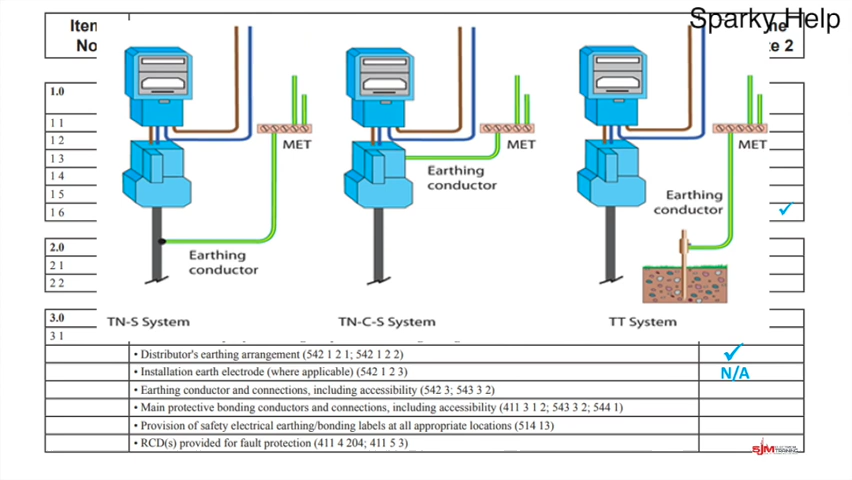 Sparky Help
Iten
No
ne
te 2
1.0
1 1
1 2
1 3
1 4
1 5
1 6
MET
MET
MET
Earthing
conductor
Earthing
conductor
Earthing
conductor
TN-S System
TN-C-S System
TT System
2.0
2 1
2 2
3.0
3 1
• Distributor's earthing arrangement (542 1 2 1; 542 1 2 2)
• Installation earth electrode (where applicable) (542 1 2 3)
N/A
• Earthing conductor and connections, including accessibility (542 3; 543 3 2)
• Main protective bonding conductors and connections, including accessibility (411 3 1 2; 543 3 2; 544 1)
• Provision of safety electrical earthing/bonding labels at all appropriate locations (514 13)
• RCD(s) provided for fault protection (411 4 204; 411 5 3)
SJM